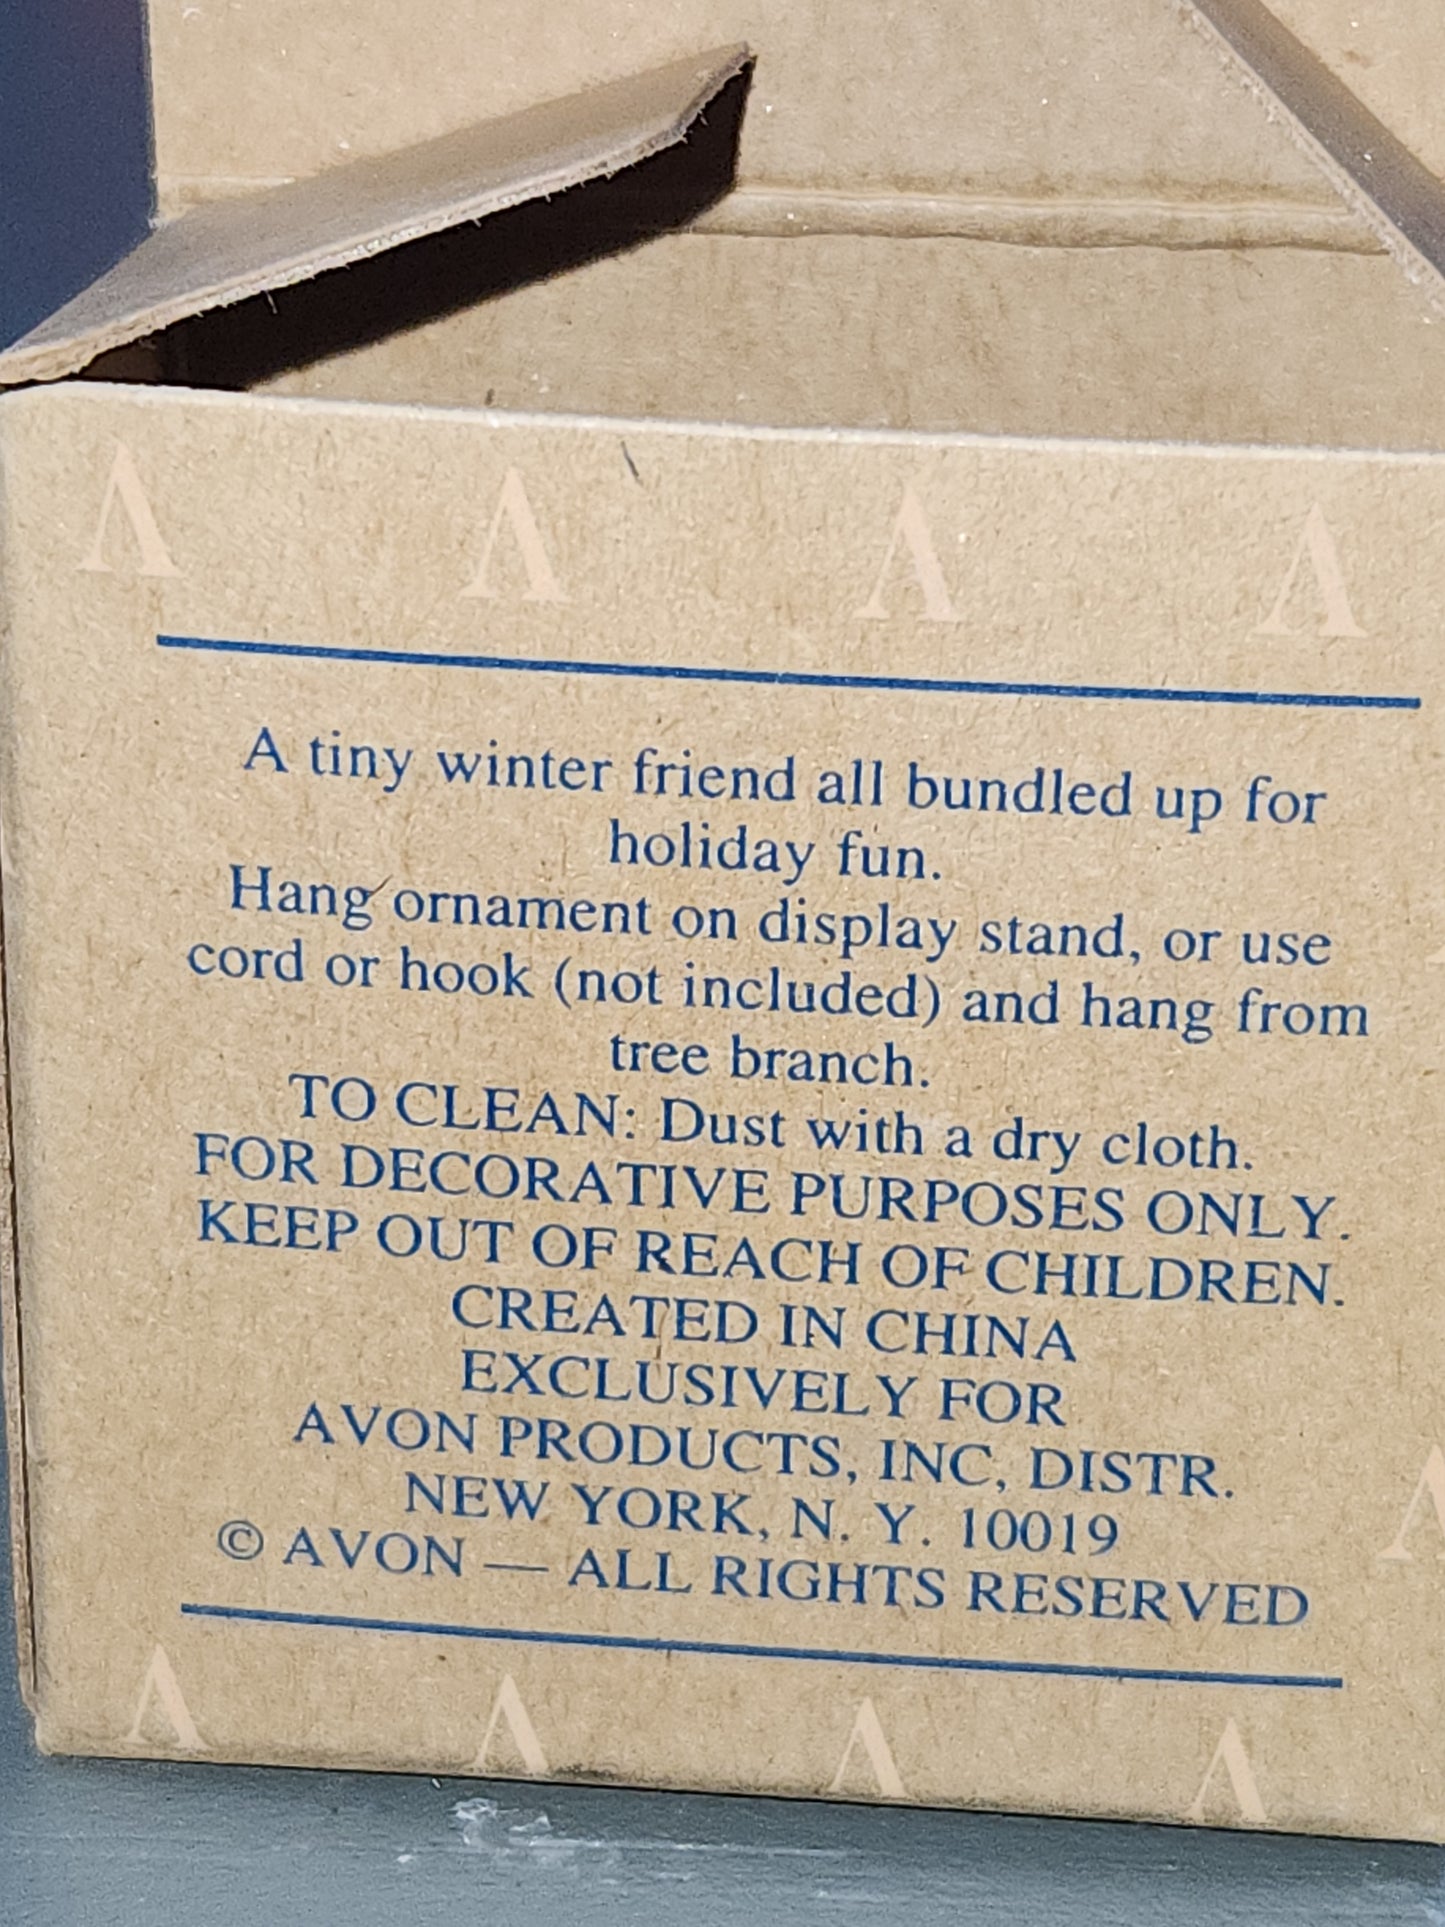 Λ Λ Λ Λ
A tiny winter friend all bundled up for
holiday fun.
Hang ornament on display stand, or use
cord or hook (not included) and hang from
tree branch.
TO CLEAN: Dust with a dry cloth.
FOR DECORATIVE PURPOSES ONLY.
KEEP OUT OF REACH OF CHILDREN.
CREATED IN CHINA
EXCLUSIVELY FOR
AVON PRODUCTS, INC, DISTR.
NEW YORK, N. Y. 10019
© AVON — ALL RIGHTS RESERVED
Λ Λ Λ Λ